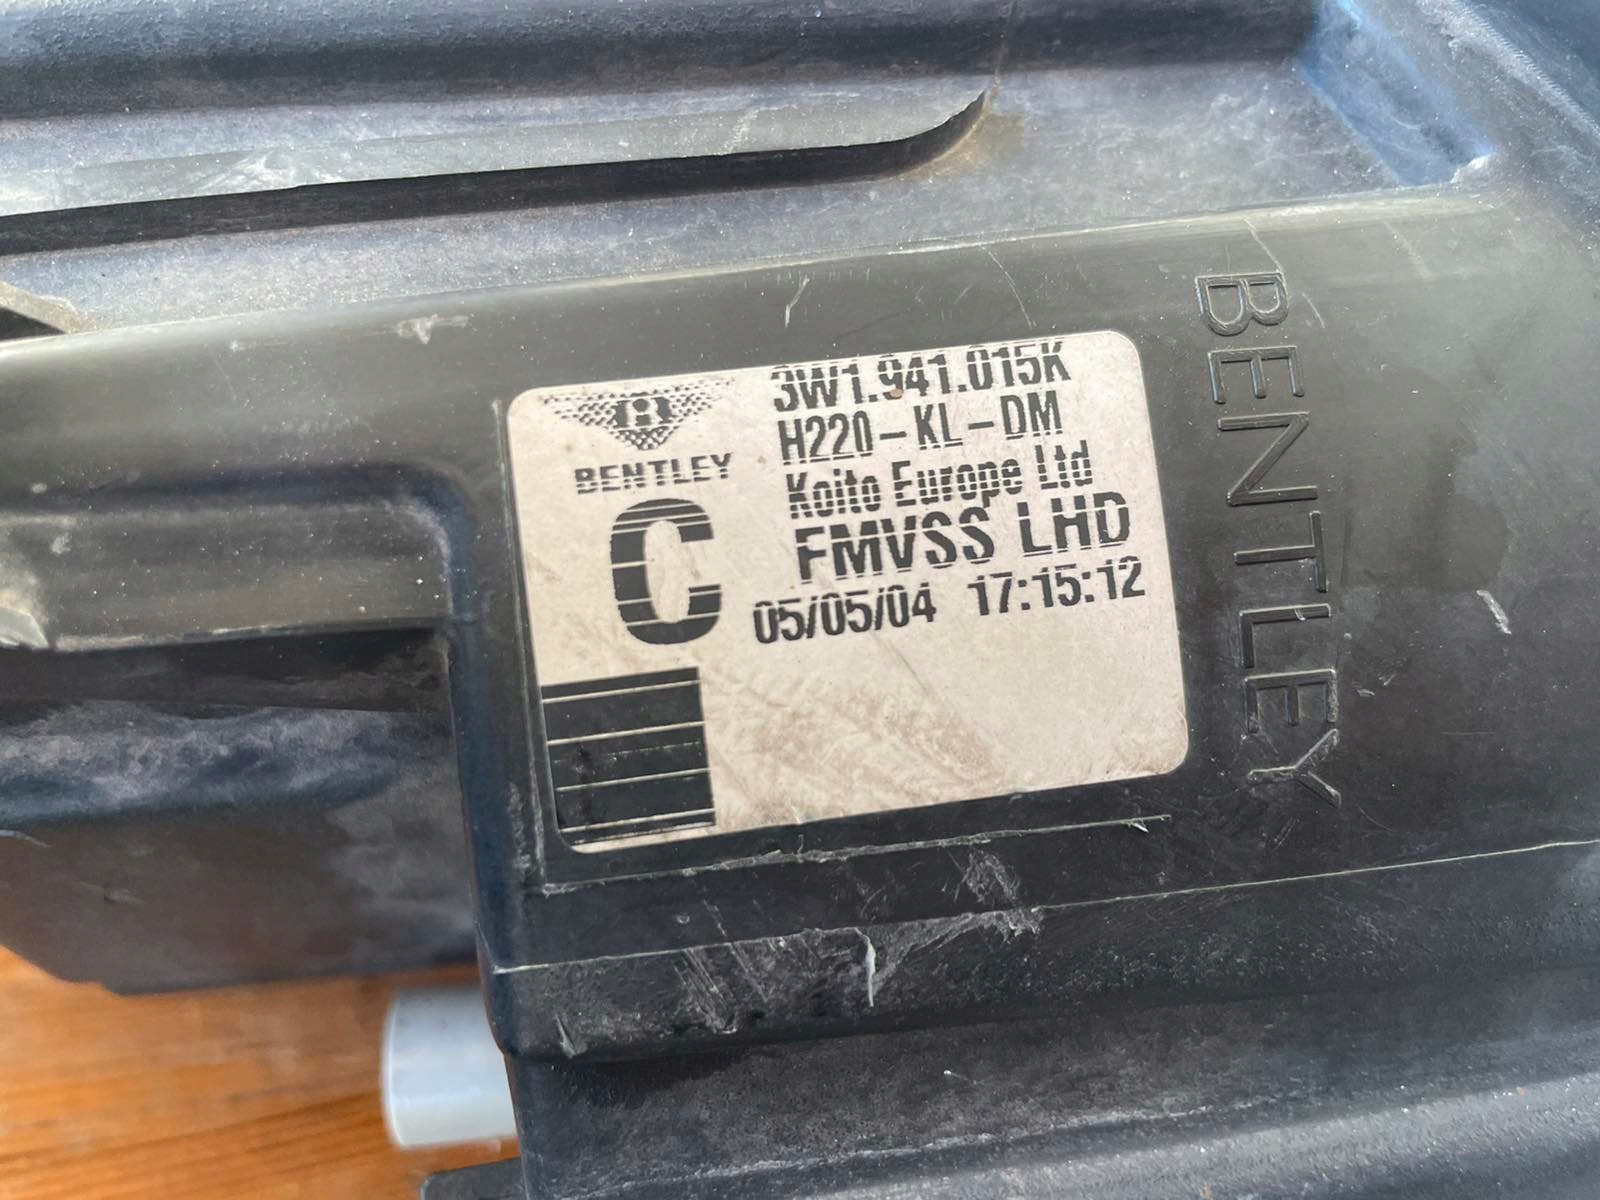 BENTLEY
C
3W1.941.015K
H220-KL-DM
Koito Europe Ltd
FMVSS LHD
05/05/04 17:15:12
BENTLEY